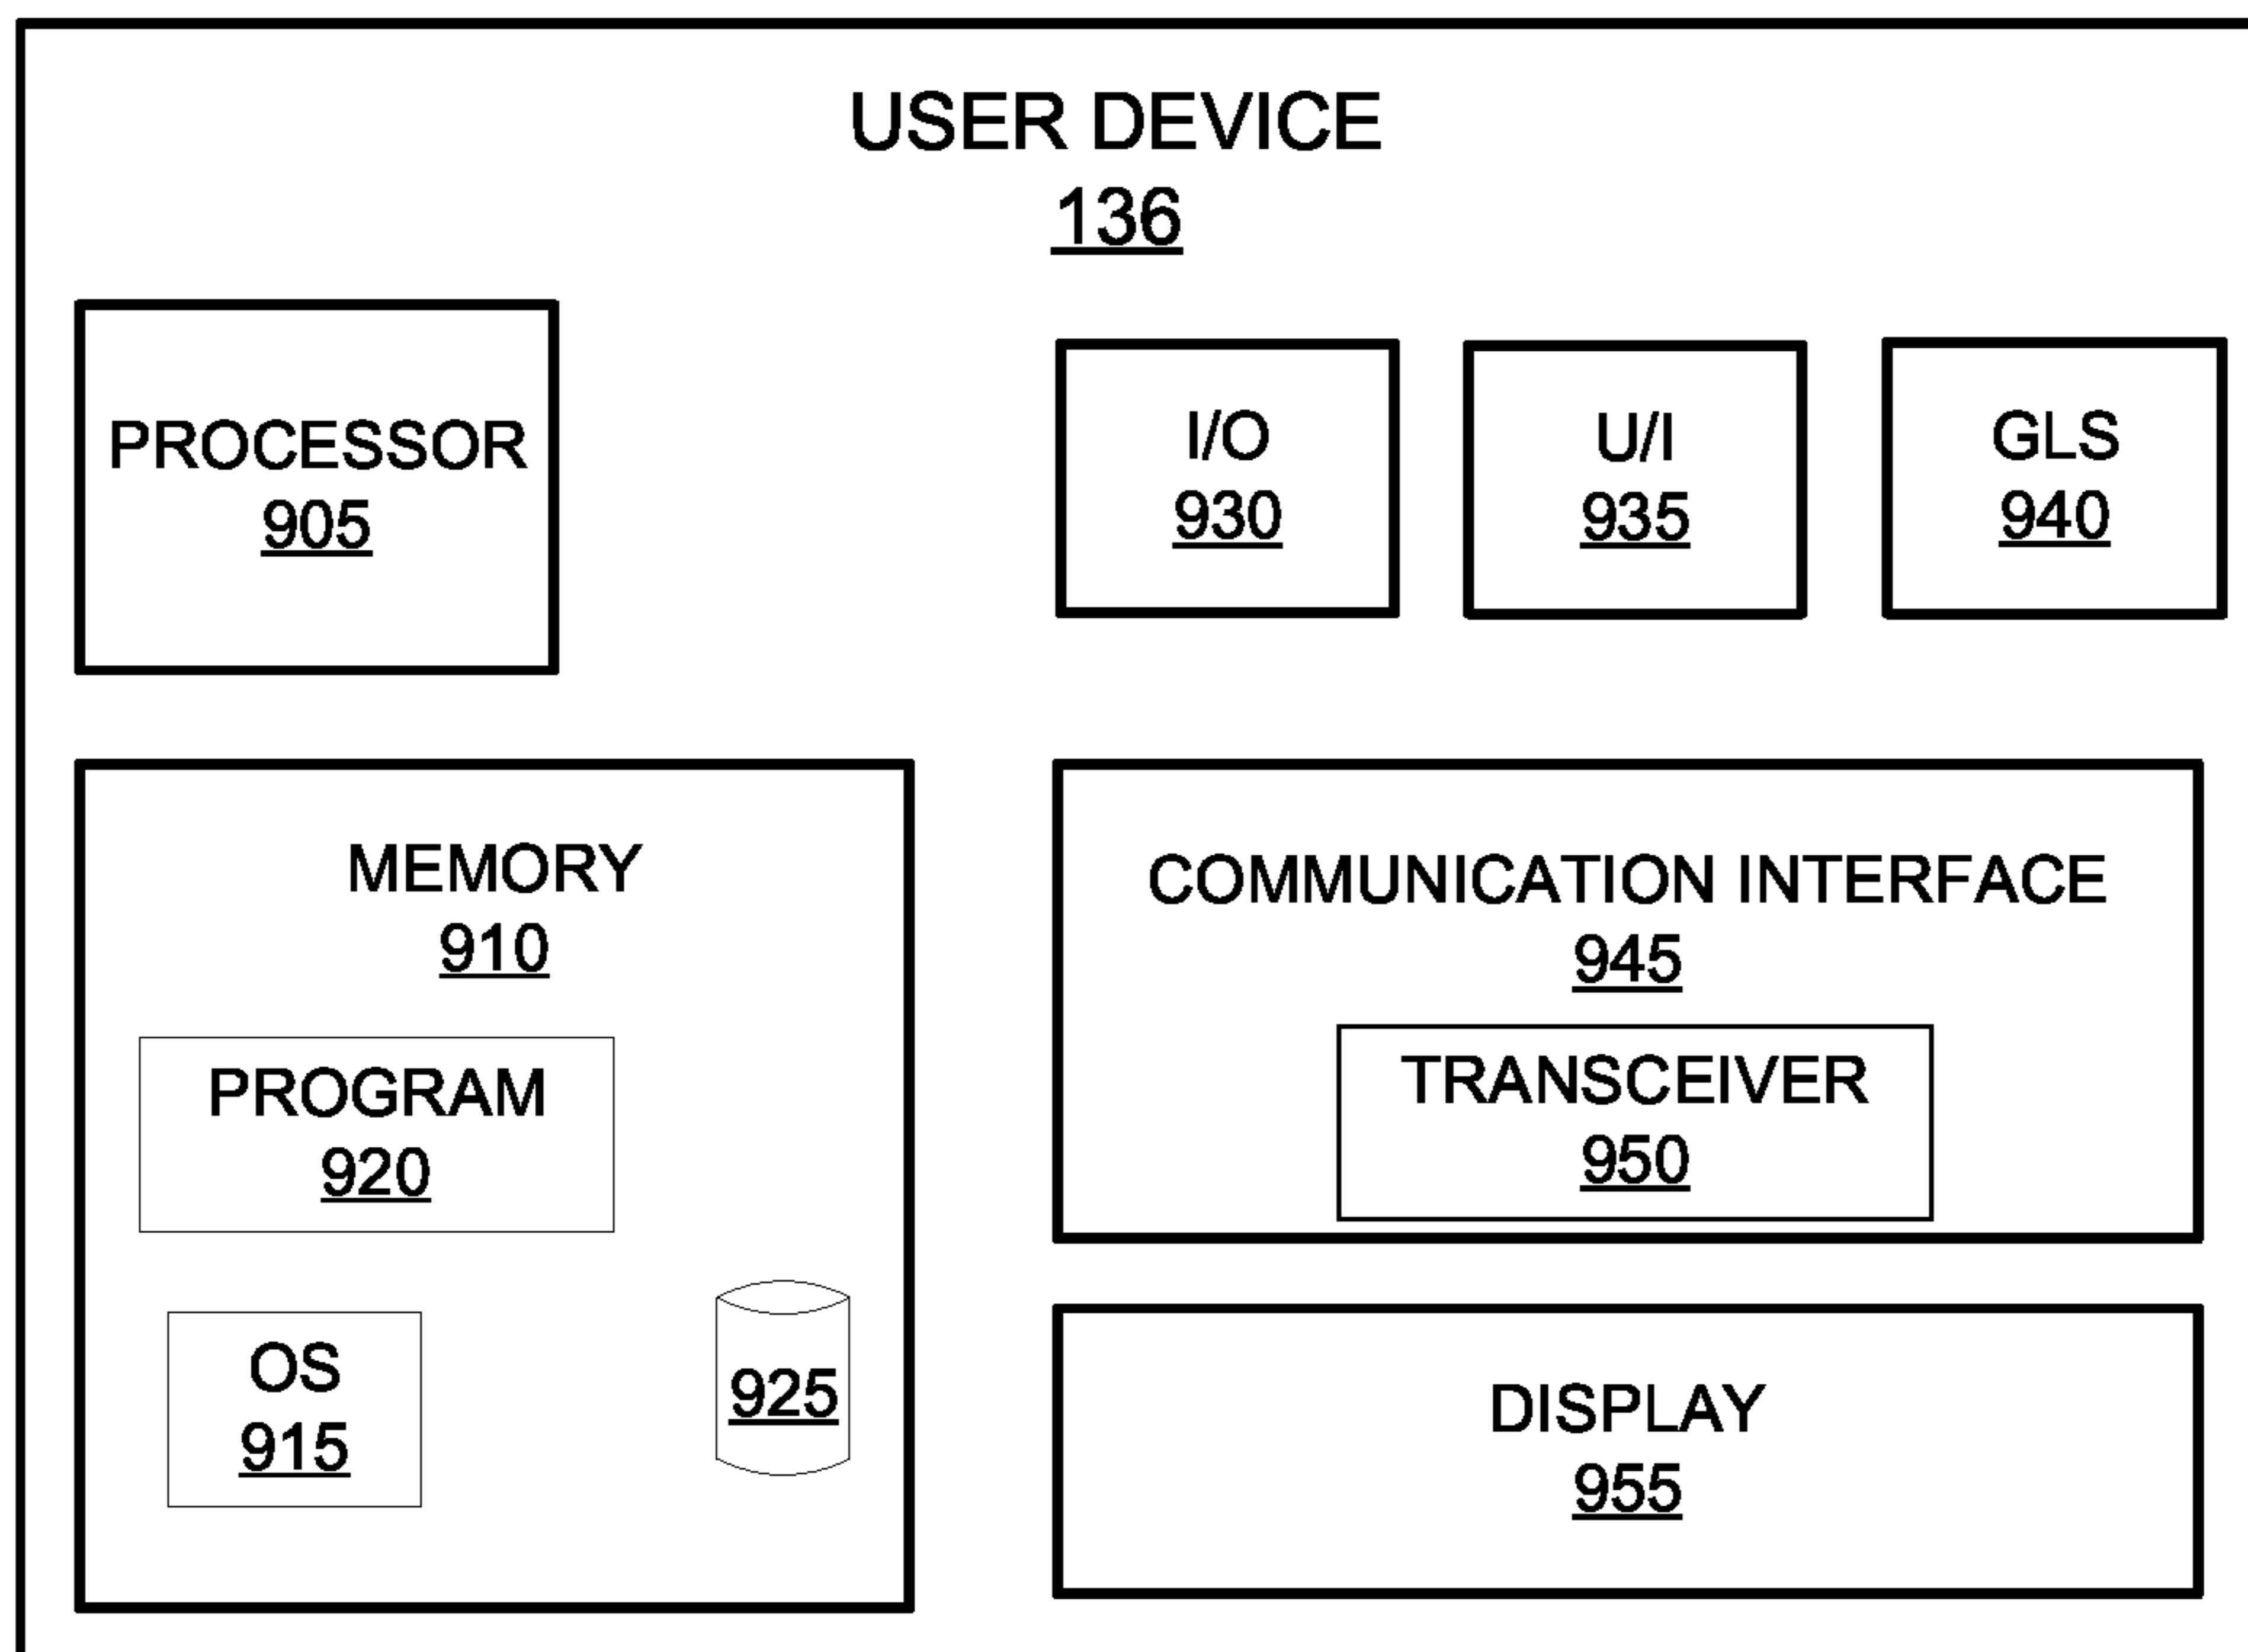 USER DEVICE
136
PROCESSOR
905
I/O
930
U/I
935
GLS
940
MEMORY
910
PROGRAM
920
OS
915
925
COMMUNICATION INTERFACE
945
TRANSCEIVER
950
DISPLAY
955